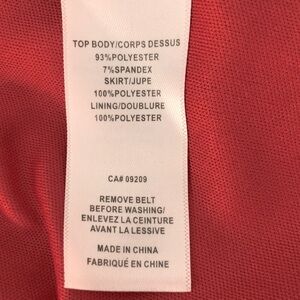 TOP BODY/CORPS DESSUS
93%POLYESTER
7%SPANDEX
SKIRT/JUPE
100%POLYESTER
LINING/DOUBLURE
100%POLYESTER
CA# 09209
REMOVE BELT
BEFORE WASHING/
ENLEVEZ LA CEINTURE
AVANT LA LESSIVE
MADE IN CHINA
FABRIQUÉ EN CHINE